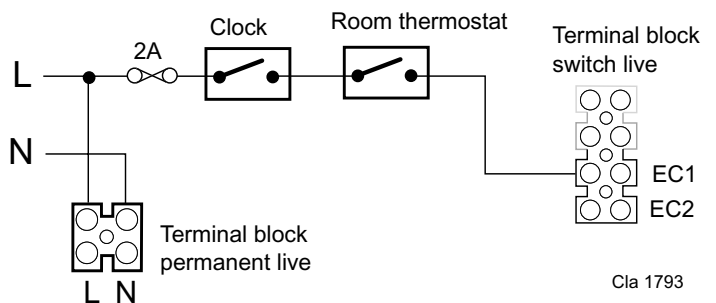 Clock
Room thermostat
Terminal block
switch live
2A
L
N
EC1
EC2
Terminal block
permanent live
L N
Cla 1793